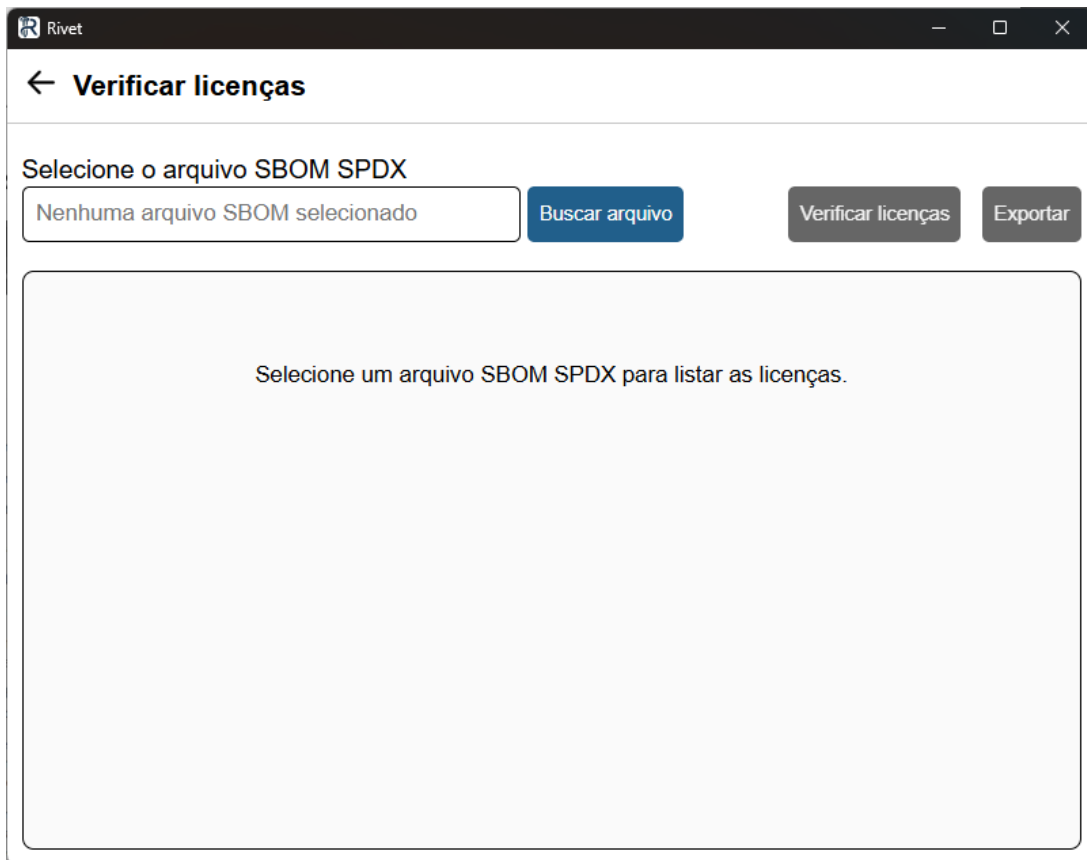 Rivet
Verificar licenças
Selecione o arquivo SBOM SPDX
Nenhuma arquivo SBOM selecionado
Buscar arquivo
Verificar licenças
Exportar
Selecione um arquivo SBOM SPDX para listar as licenças.